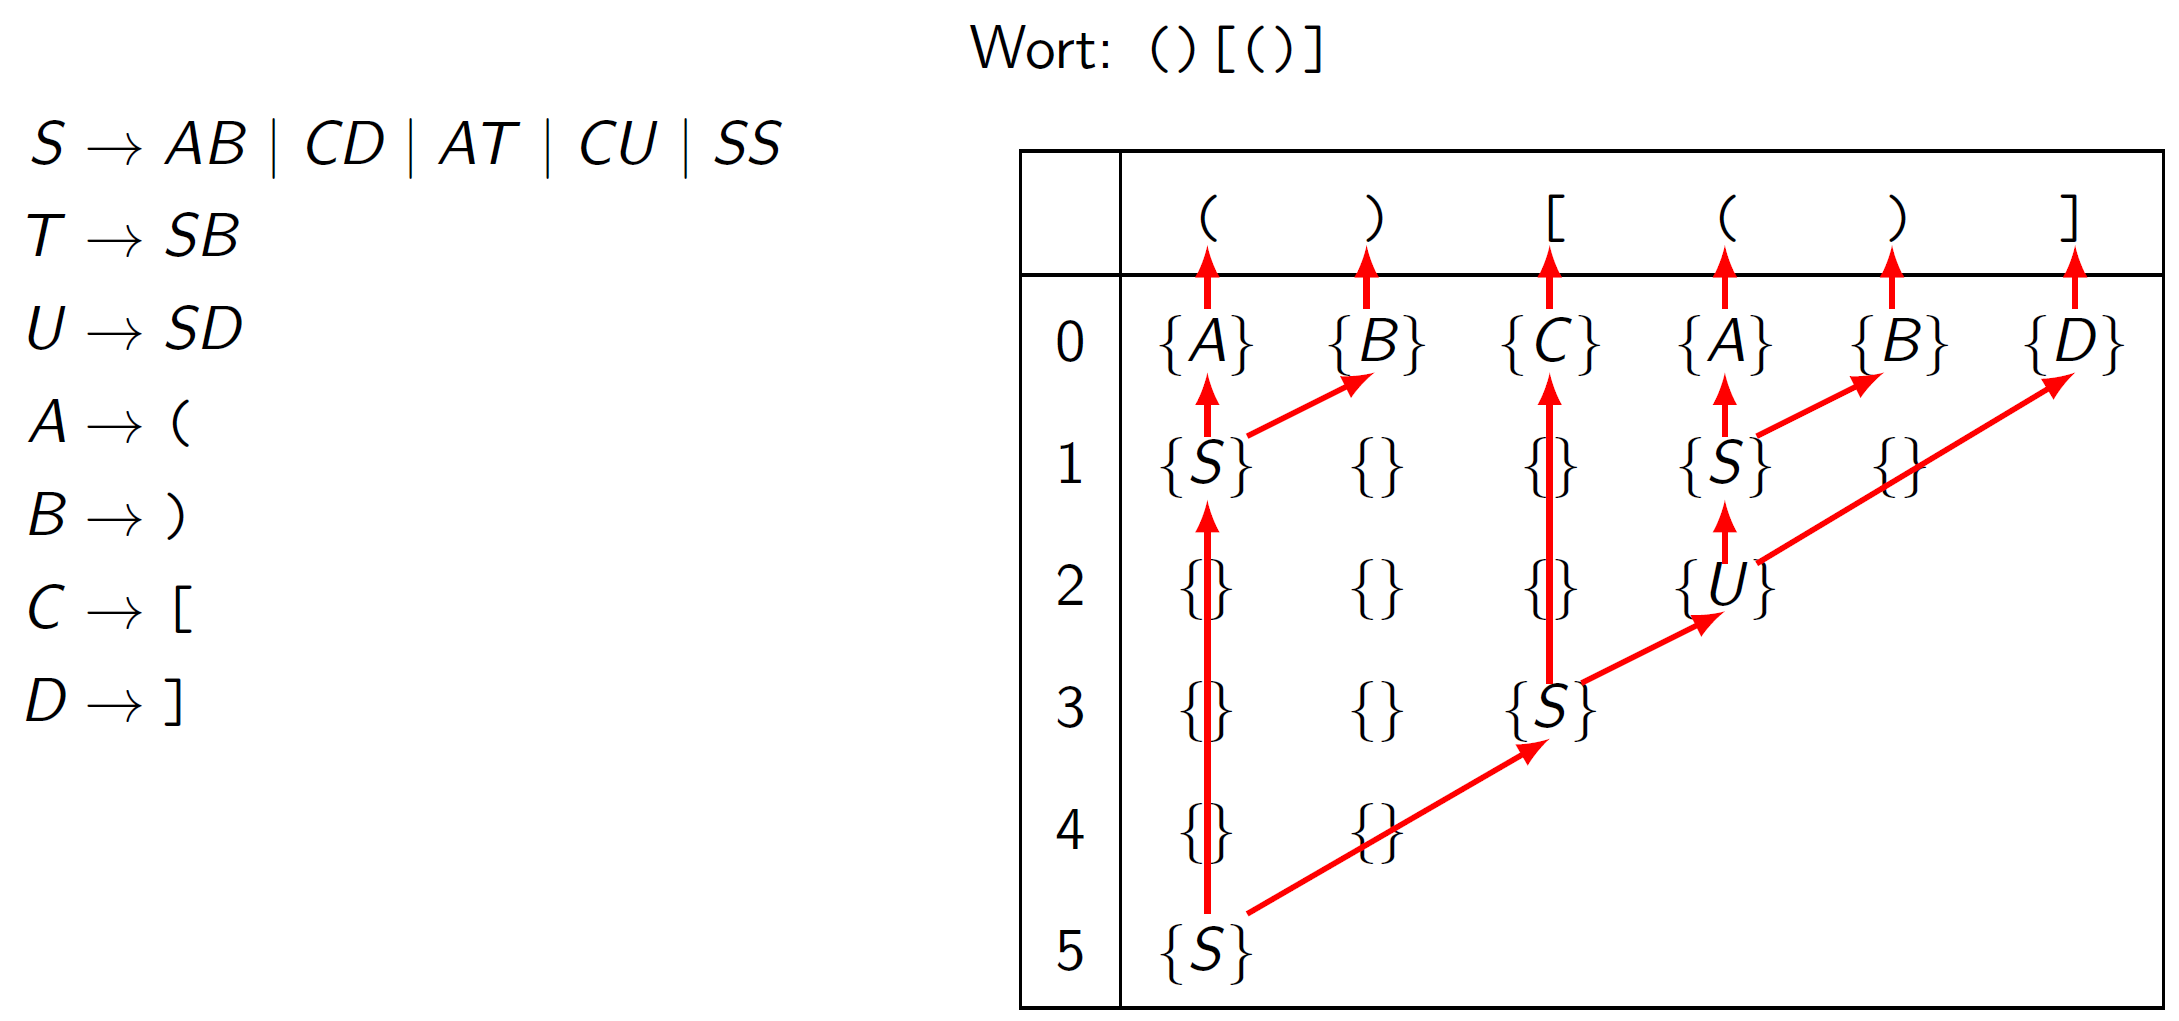 Wort: ()[()]
S → AB | CD | AT | CU | SS
T → SB
U → SD
A → (
B → )
C → [
D → ]
( ) [ ( ) ]
0 {A} {B} {C} {A} {B} {D}
1 {S} {} {} {S} {}
2 {} {} {} {U}
3 {} {} {S}
4 {} {}
5 {S}